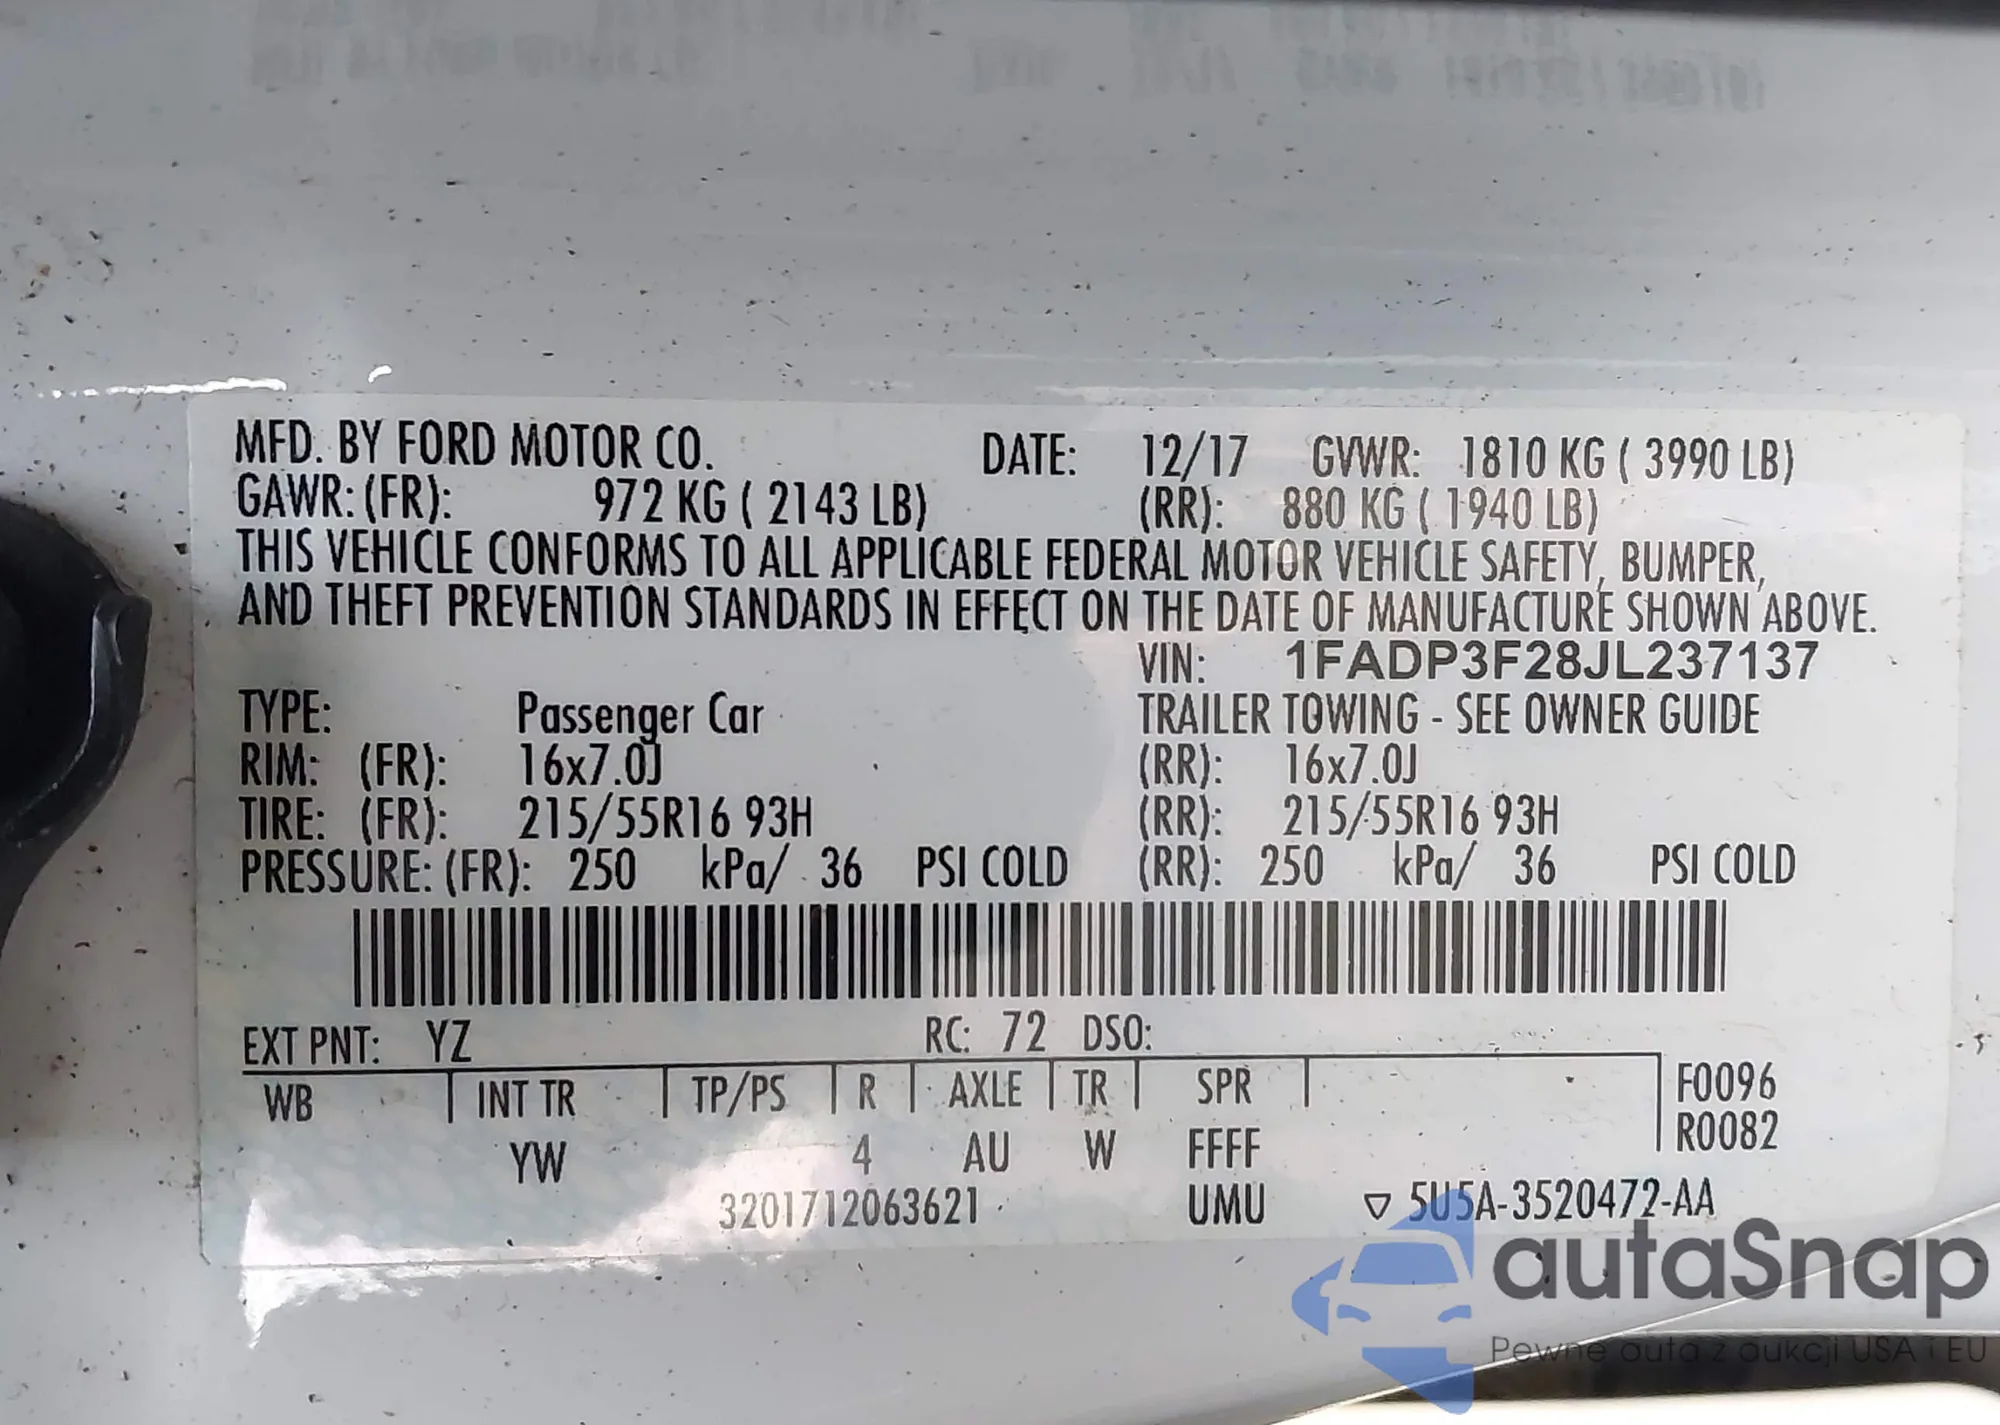 MFD. BY FORD MOTOR CO. DATE: 12/17 GVWR: 1810 KG ( 3990 LB)
GAWR: (FR): 972 KG ( 2143 LB) (RR): 880 KG ( 1940 LB)
THIS VEHICLE CONFORMS TO ALL APPLICABLE FEDERAL MOTOR VEHICLE SAFETY, BUMPER,
AND THEFT PREVENTION STANDARDS IN EFFECT ON THE DATE OF MANUFACTURE SHOWN ABOVE.
VIN: 1FADP3F28JL237137
TYPE: Passenger Car TRAILER TOWING - SEE OWNER GUIDE
RIM: (FR): 16x7.0J (RR): 16x7.0J
TIRE: (FR): 215/55R16 93H (RR): 215/55R16 93H
PRESSURE: (FR): 250 kPa/ 36 PSI COLD (RR): 250 kPa/ 36 PSI COLD
EXT PNT: YZ RC: 72 DSO:
WB INT TR TP/PS R AXLE TR SPR F0096
R0082
YW 4 AU W FFFF
3201712063621 UMU ▽ 5U5A-3520472-AA
autaSnap
Pewne auta z aukcji USA i EU